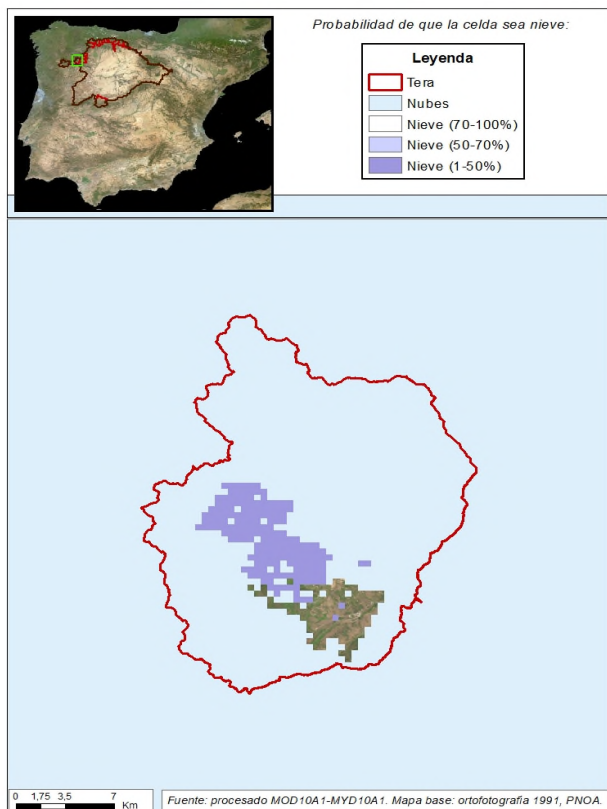 Probabilidad de que la celda sea nieve:
Leyenda
Tera
Nubes
Nieve (70-100%)
Nieve (50-70%)
Nieve (1-50%)
0 1,75 3,5 7
Km
Fuente: procesado MOD10A1-MYD10A1. Mapa base: ortofotografía 1991, PNOA